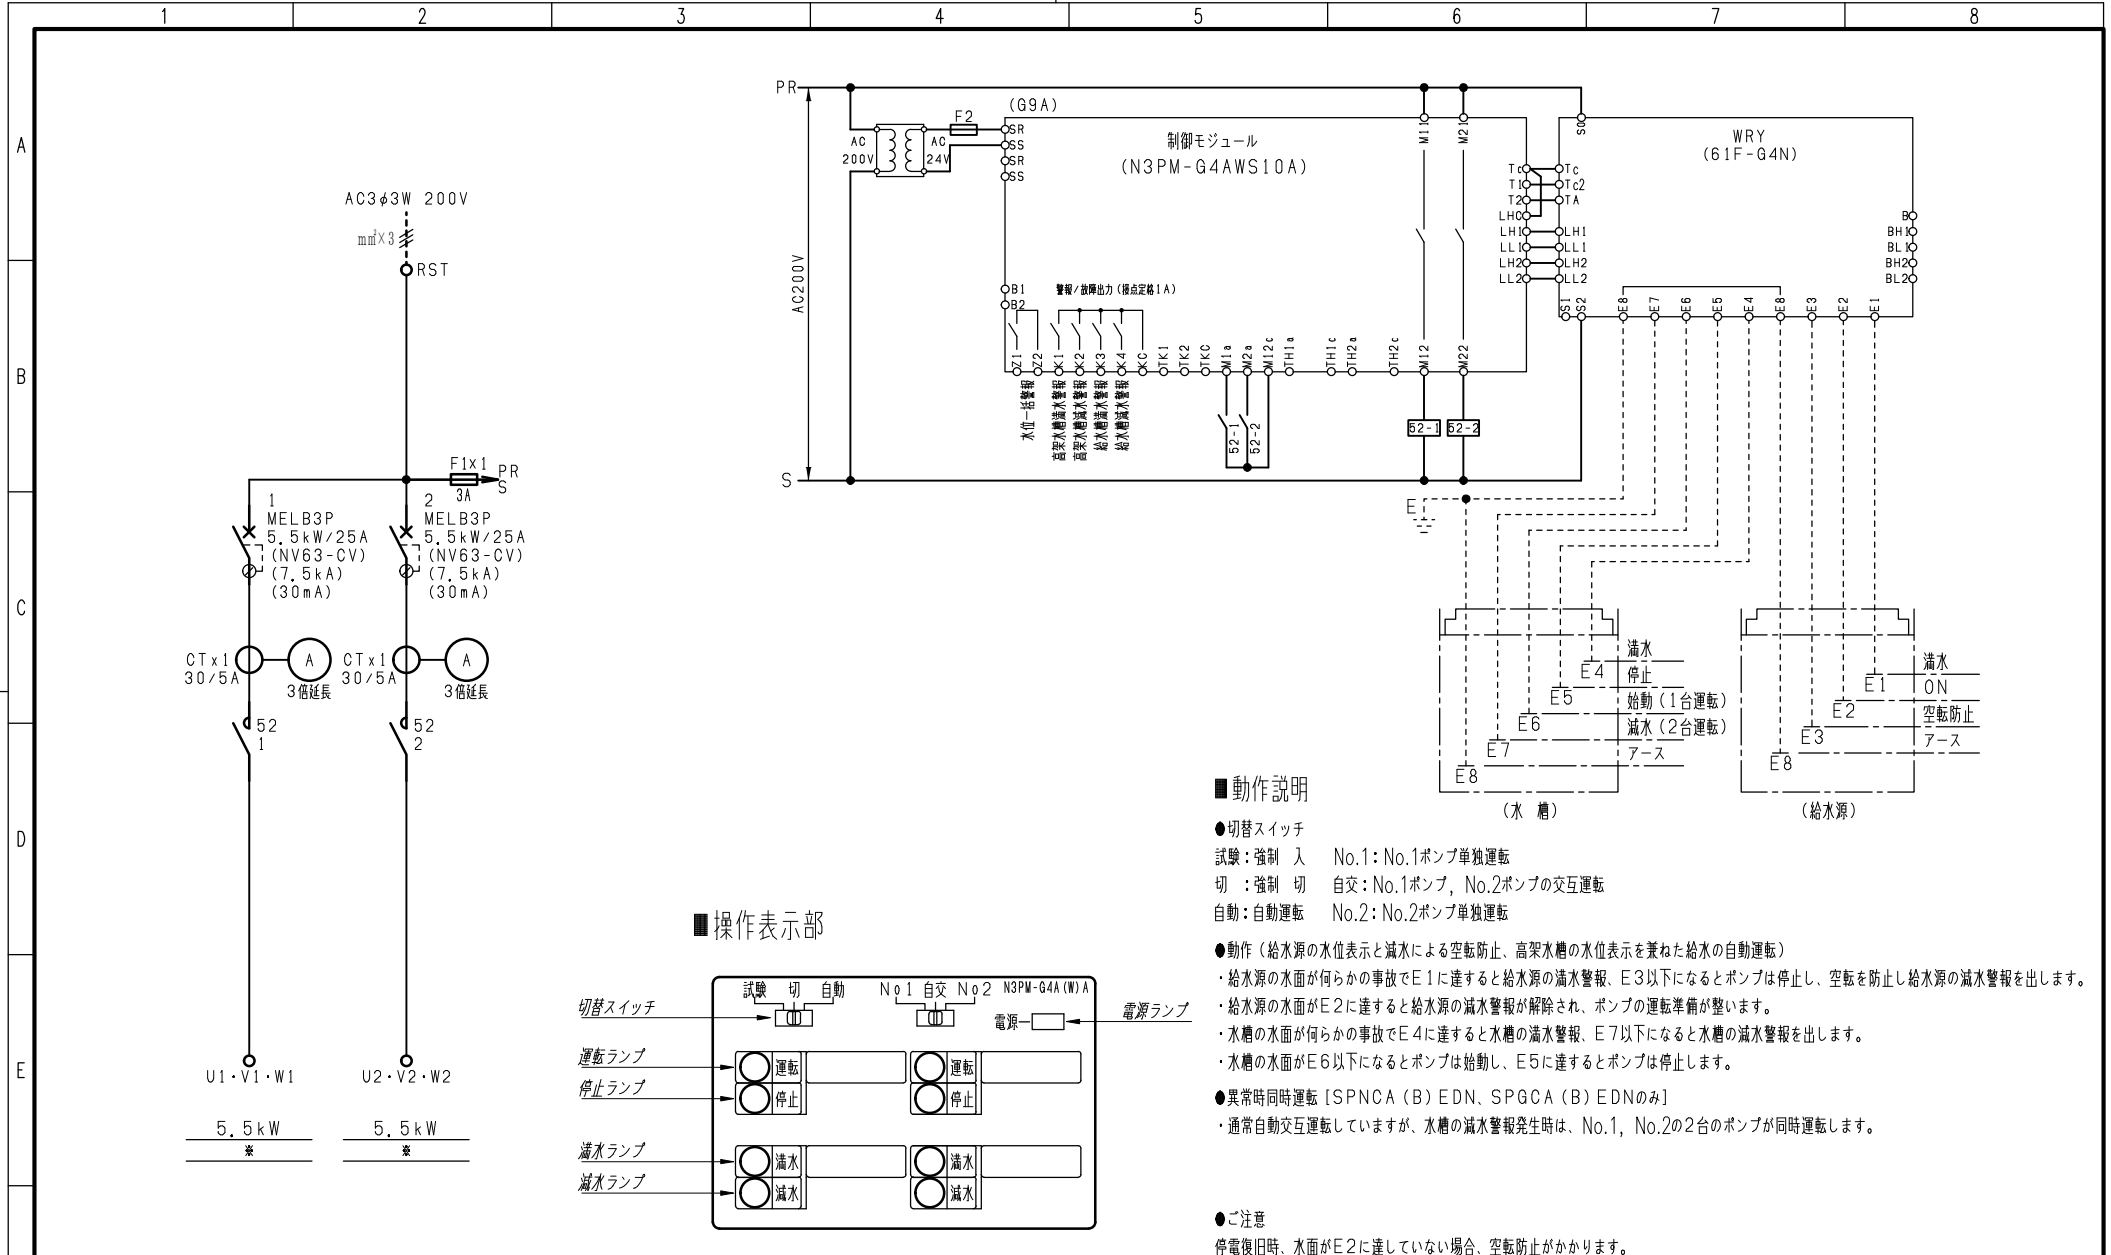 1 2 3 4 5 6 7 8
A
B
C
D
E
AC3φ3W 200V
mm²×3
RST
F1x1
3A
PR
S
1
MELB3P
5.5kW/25A
(NV63-CV)
(7.5kA)
(30mA)
2
MELB3P
5.5kW/25A
(NV63-CV)
(7.5kA)
(30mA)
CTx1
30/5A
A
3倍延長
CTx1
30/5A
A
3倍延長
52
1
52
2
U1・V1・W1
U2・V2・W2
5.5kW
※
5.5kW
※
PR
AC200V
S
AC
200V
AC
24V
F2
(G9A)
SR
SS
SR
SS
制御モジュール
(N3PM-G4AWS10A)
M11
M21
B1
B2
警報/故障出力(接点定格1A)
Tc
T1
T2
LHC
LH1
LL1
LH2
LL2
Z1
Z2
K1
K2
K3
K4
KC
TK1
TK2
TKC
M1a
M2a
M12c
TH1a
TH1c
TH2a
TH2c
M12
M22
水位一括警報
高架水槽満水警報
高架水槽減水警報
給水槽満水警報
給水槽減水警報
52-1
52-2
52-1
52-2
S0
WRY
(61F-G4N)
Tc
Tc2
TA
LH1
LL1
LH2
LL2
B
BH1
BL1
BH2
BL2
S1
S2
E8
E7
E6
E5
E4
E8
E3
E2
E1
E
満水
E4
停止
E5
始動(1台運転)
E6
減水(2台運転)
E7
アース
E8
(水 槽)
満水
E1
ON
E2
空転防止
E3
アース
E8
(給水源)
■動作説明
●切替スイッチ
試験:強制 入 No.1:No.1ポンプ単独運転
切 :強制 切 自交:No.1ポンプ, No.2ポンプの交互運転
自動:自動運転 No.2:No.2ポンプ単独運転
●動作(給水源の水位表示と減水による空転防止、高架水槽の水位表示を兼ねた給水の自動運転)
・給水源の水面が何らかの事故でE1に達すると給水源の満水警報、E3以下になるとポンプは停止し、空転を防止し給水源の減水警報を出します。
・給水源の水面がE2に達すると給水源の減水警報が解除され、ポンプの運転準備が整います。
・水槽の水面が何らかの事故でE4に達すると水槽の満水警報、E7以下になると水槽の減水警報を出します。
・水槽の水面がE6以下になるとポンプは始動し、E5に達するとポンプは停止します。
●異常時同時運転[SPNCA(B)EDN、SPGCA(B)EDNのみ]
・通常自動交互運転していますが、水槽の減水警報発生時は、No.1, No.2の2台のポンプが同時運転します。
●ご注意
停電復旧時、水面がE2に達していない場合、空転防止がかかります。
■操作表示部
試験 切 自動
No1 自交 No2
N3PM-G4A(W)A
切替スイッチ
電源
電源ランプ
運転ランプ
運転
運転
停止ランプ
停止
停止
満水ランプ
満水
満水
減水ランプ
減水
減水